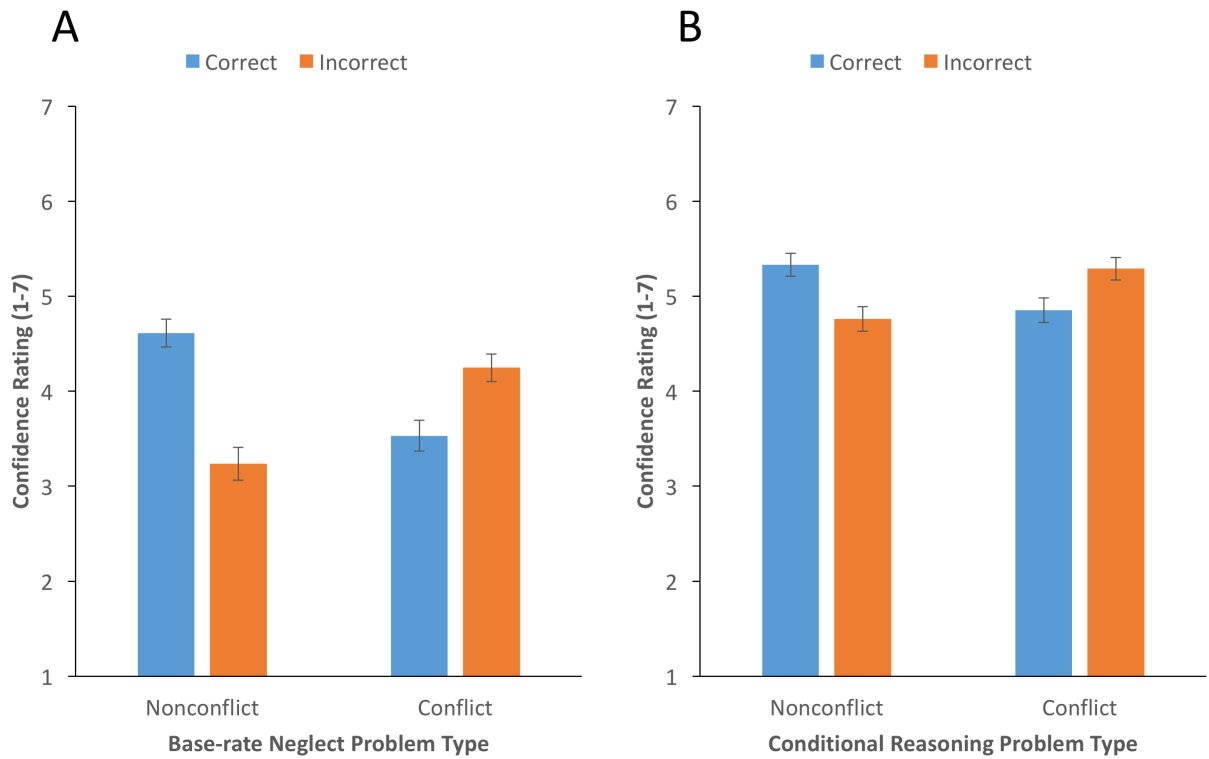 A
Correct Incorrect
7
6
5
4
3
2
1
Confidence Rating (1-7)
Nonconflict Conflict
Base-rate Neglect Problem Type
B
Correct Incorrect
7
6
5
4
3
2
1
Confidence Rating (1-7)
Nonconflict Conflict
Conditional Reasoning Problem Type